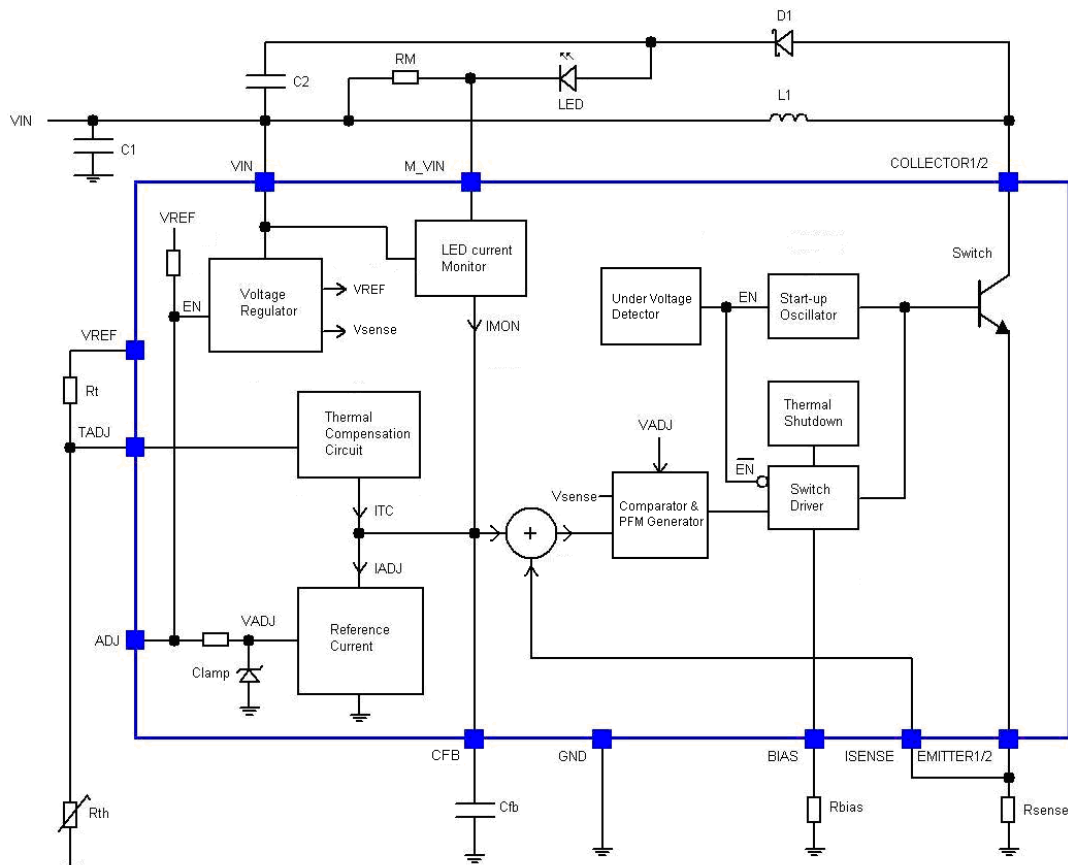 D1
RM
C2
LED
L1
VIN
C1
VIN
M_VIN
COLLECTOR1/2
VREF
LED current
Monitor
Switch
EN
Voltage
Regulator
VREF
Vsense
Under Voltage
Detector
EN
Start-up
Oscillator
VREF
IMON
Rt
Thermal
Compensation
Circuit
Thermal
Shutdown
TADJ
VADJ
EN
Vsense
Comparator &
PFM Generator
Switch
Driver
ITC
+
IADJ
ADJ
VADJ
Reference
Current
Clamp
CFB
GND
BIAS
ISENSE
EMITTER1/2
Rth
Cfb
Rbias
Rsense